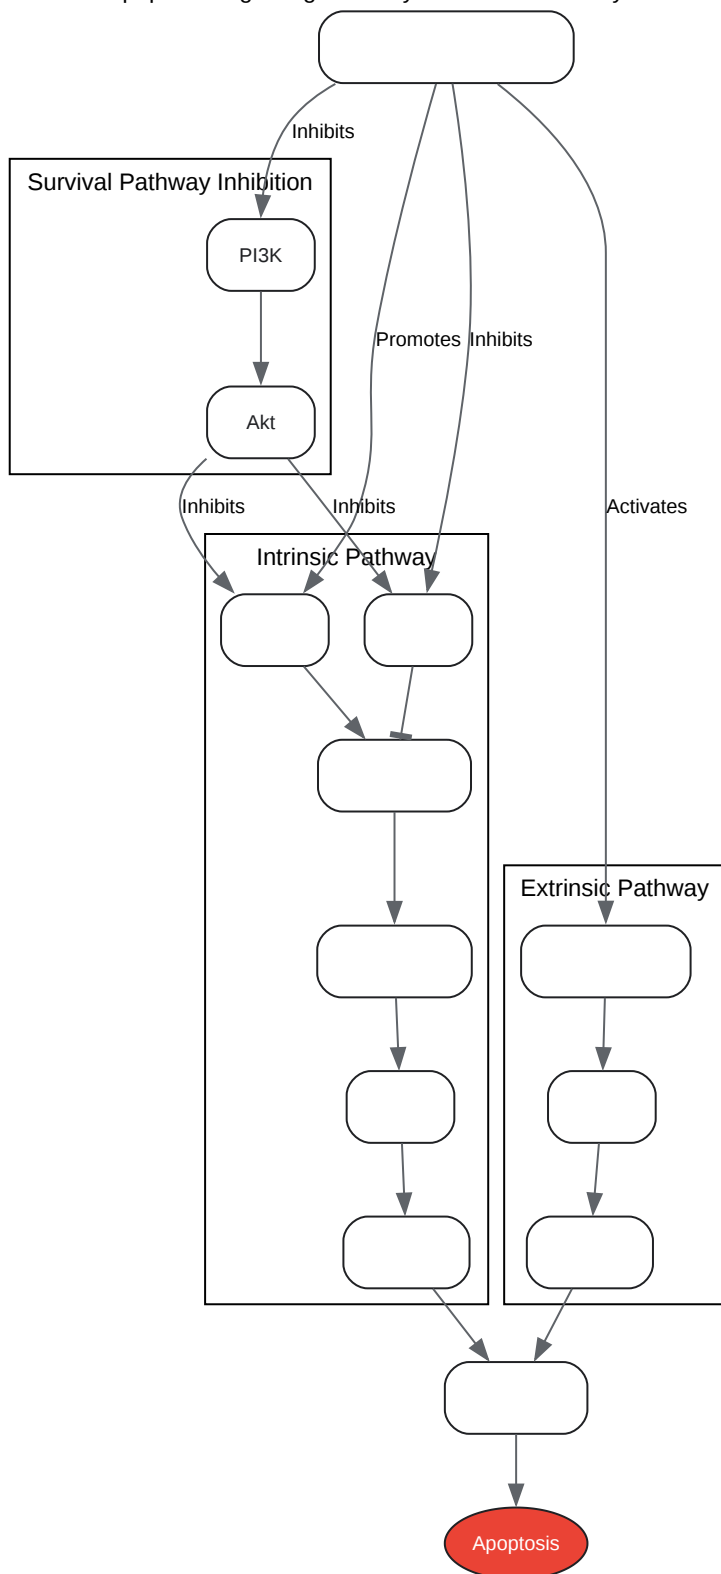 Inhibits
Survival Pathway Inhibition
PI3K
Promotes
Inhibits
Akt
Inhibits
Inhibits
Activates
Intrinsic Pathway
Extrinsic Pathway
Apoptosis